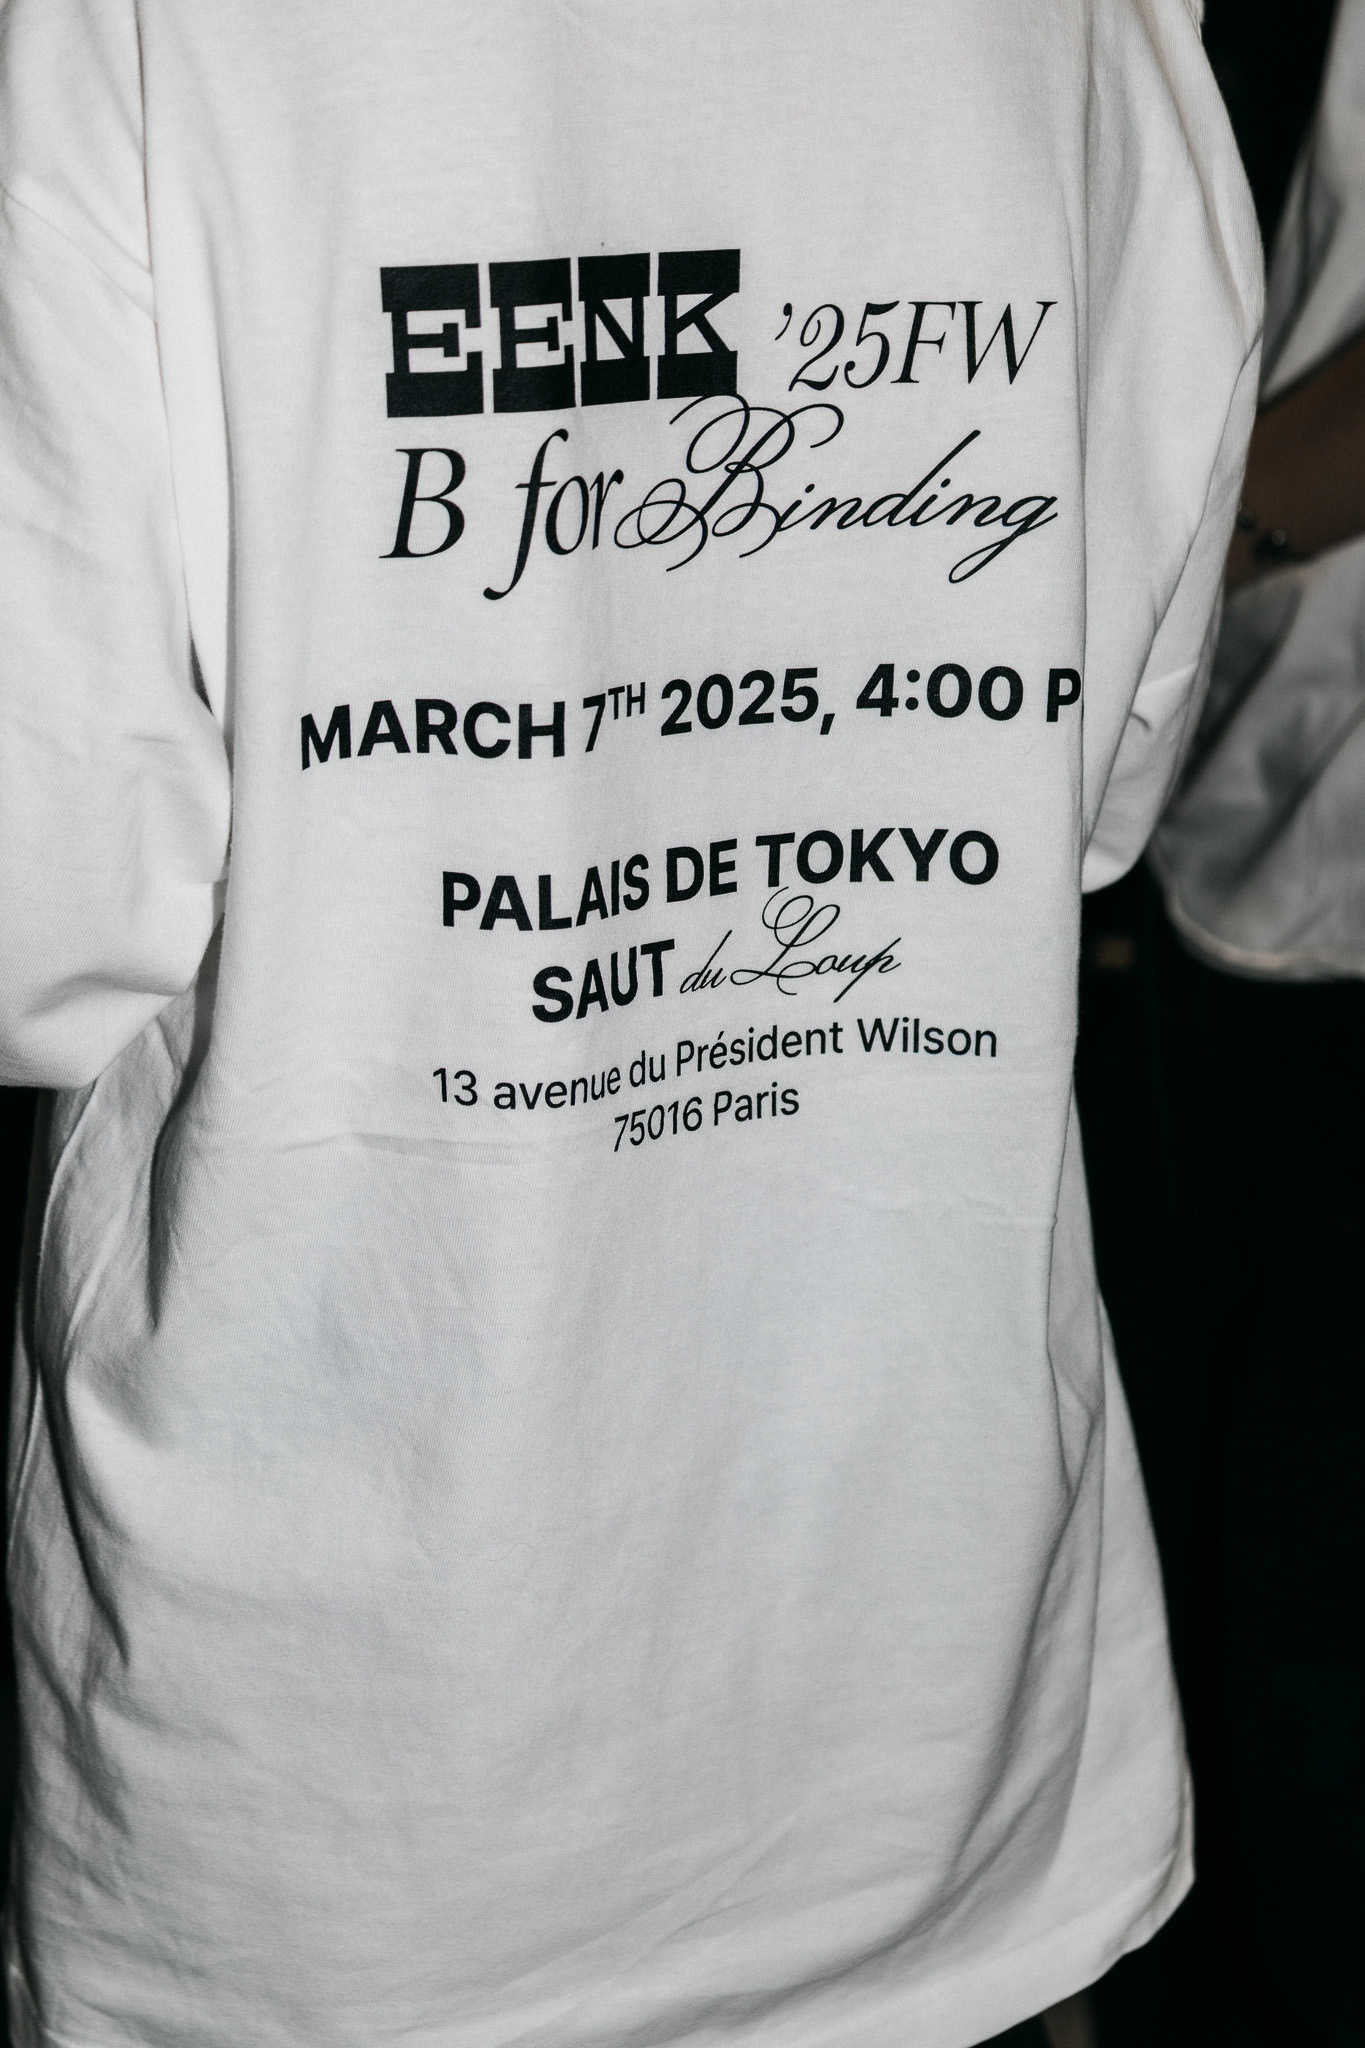 EENK ’25FW
B for Binding
MARCH 7TH 2025, 4:00 P
PALAIS DE TOKYO
SAUT du Loup
13 avenue du Président Wilson
75016 Paris